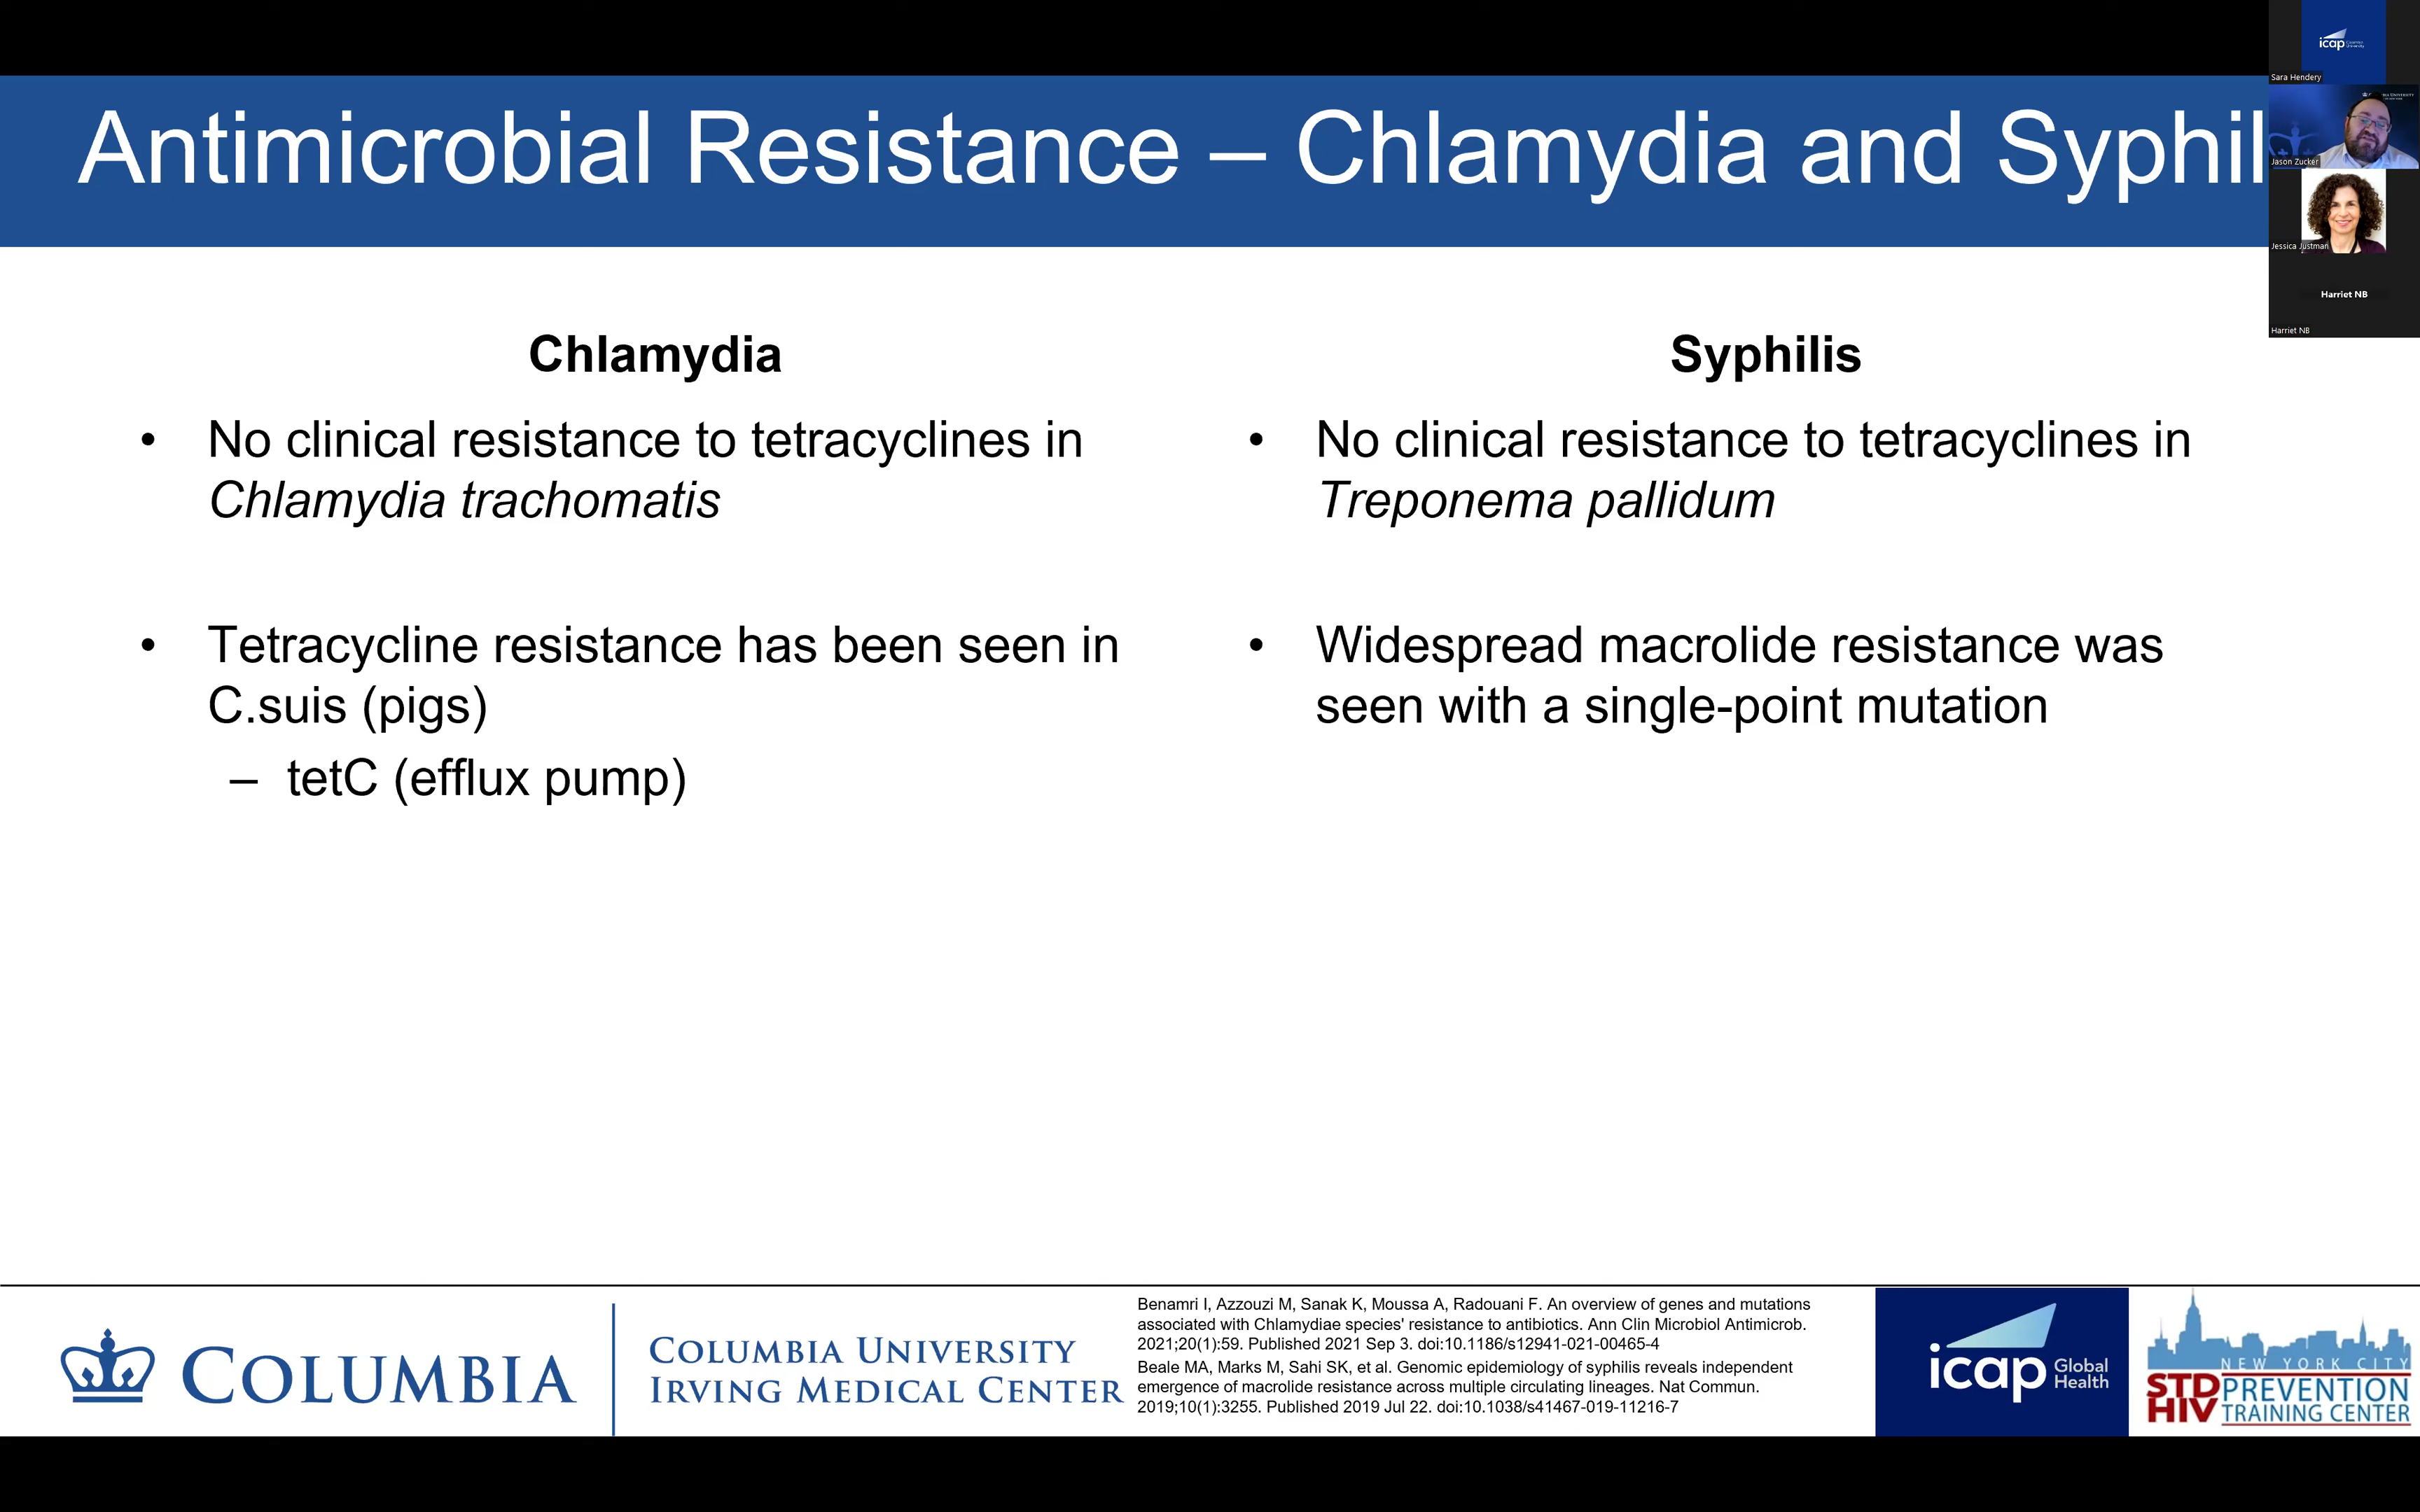 Antimicrobial Resistance – Chlamydia and Syphil
icap
Sara Hendery
Jason Zucker
Jessica Justman
Harriet NB
Harriet NB
Chlamydia
• No clinical resistance to tetracyclines in
Chlamydia trachomatis
• Tetracycline resistance has been seen in
C.suis (pigs)
– tetC (efflux pump)
Syphilis
• No clinical resistance to tetracyclines in
Treponema pallidum
• Widespread macrolide resistance was
seen with a single-point mutation
COLUMBIA
COLUMBIA UNIVERSITY
IRVING MEDICAL CENTER
Benamri I, Azzouzi M, Sanak K, Moussa A, Radouani F. An overview of genes and mutations
associated with Chlamydiae species' resistance to antibiotics. Ann Clin Microbiol Antimicrob.
2021;20(1):59. Published 2021 Sep 3. doi:10.1186/s12941-021-00465-4
Beale MA, Marks M, Sahi SK, et al. Genomic epidemiology of syphilis reveals independent
emergence of macrolide resistance across multiple circulating lineages. Nat Commun.
2019;10(1):3255. Published 2019 Jul 22. doi:10.1038/s41467-019-11216-7
icap Global
Health
NEW YORK CITY
STD PREVENTION
HIV TRAINING CENTER